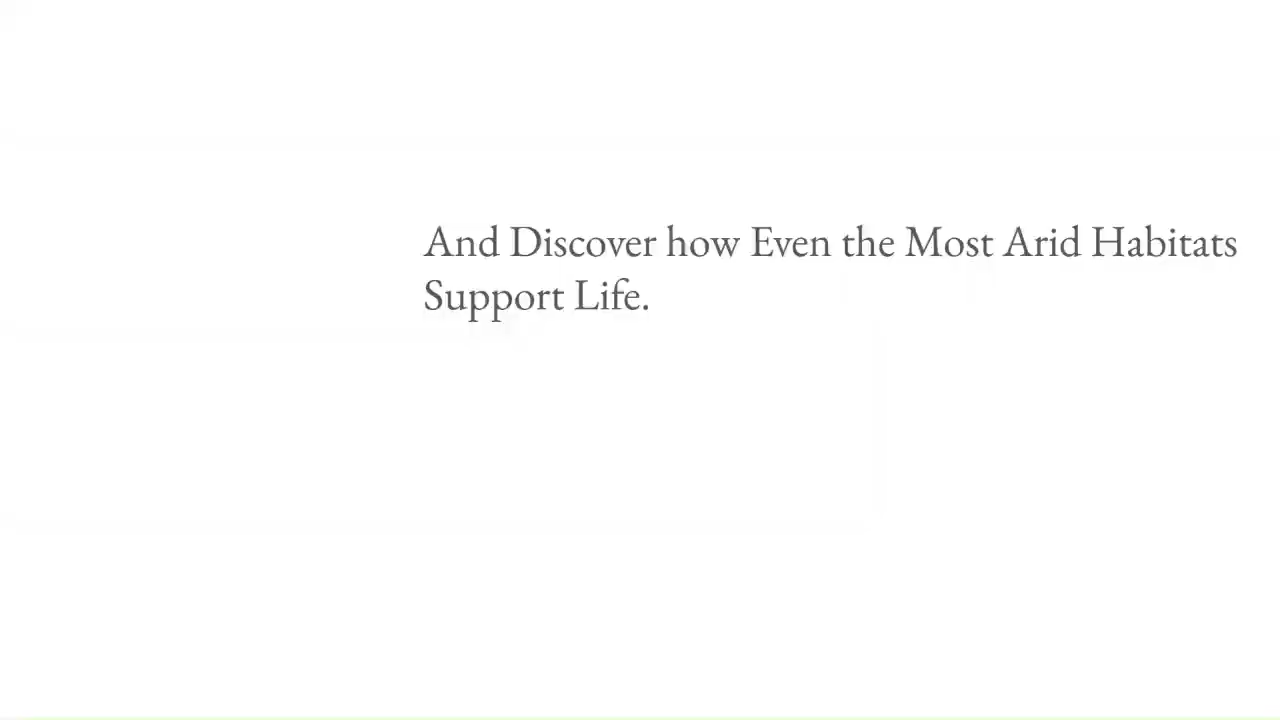 And Discover how Even the Most Arid Habitats
Support Life.